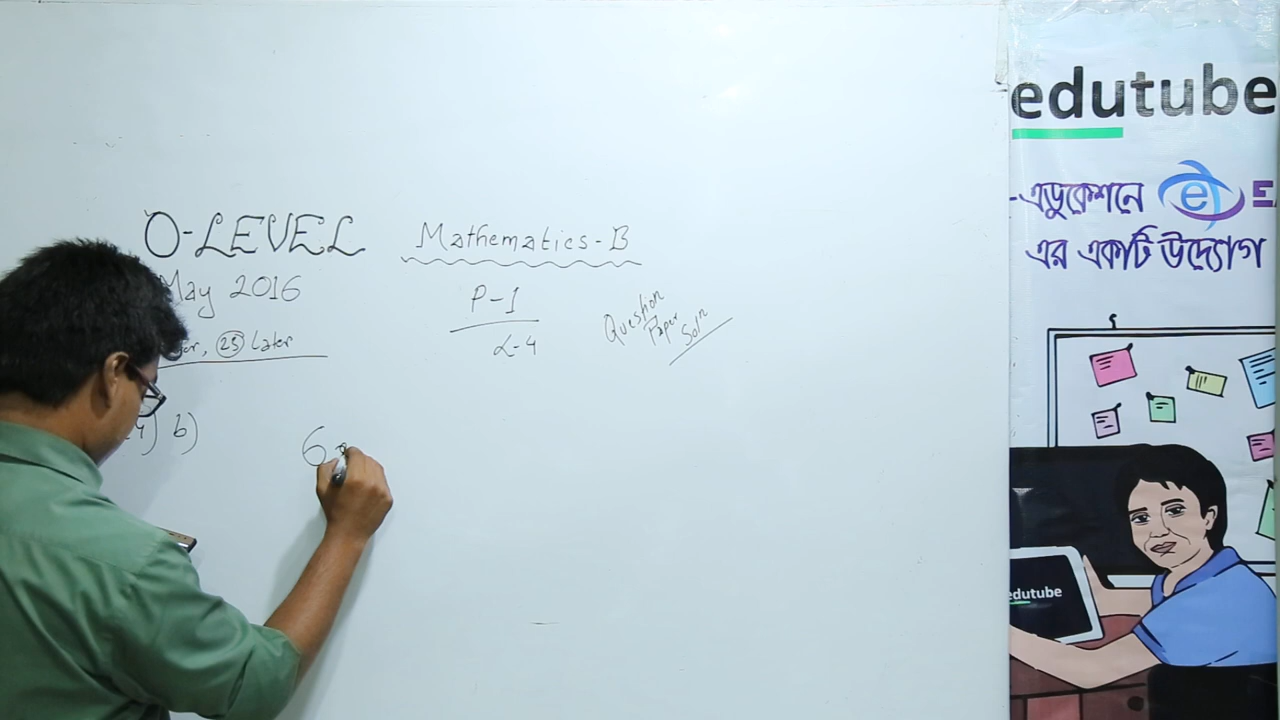 O-LEVEL Mathematics-B
May 2016
P-1
L-4
Question
Paper
Soln
(25) Later
4) b)
6
edutube
এডুকেশনে
এর একটি উদ্যোগ
edutube